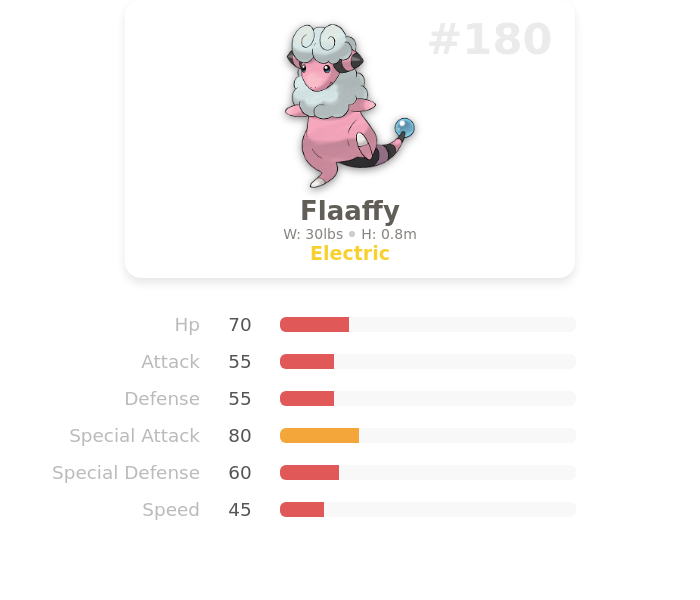 #180
Flaaffy
W: 30lbs • H: 0.8m
Electric
Hp 70
Attack 55
Defense 55
Special Attack 80
Special Defense 60
Speed 45